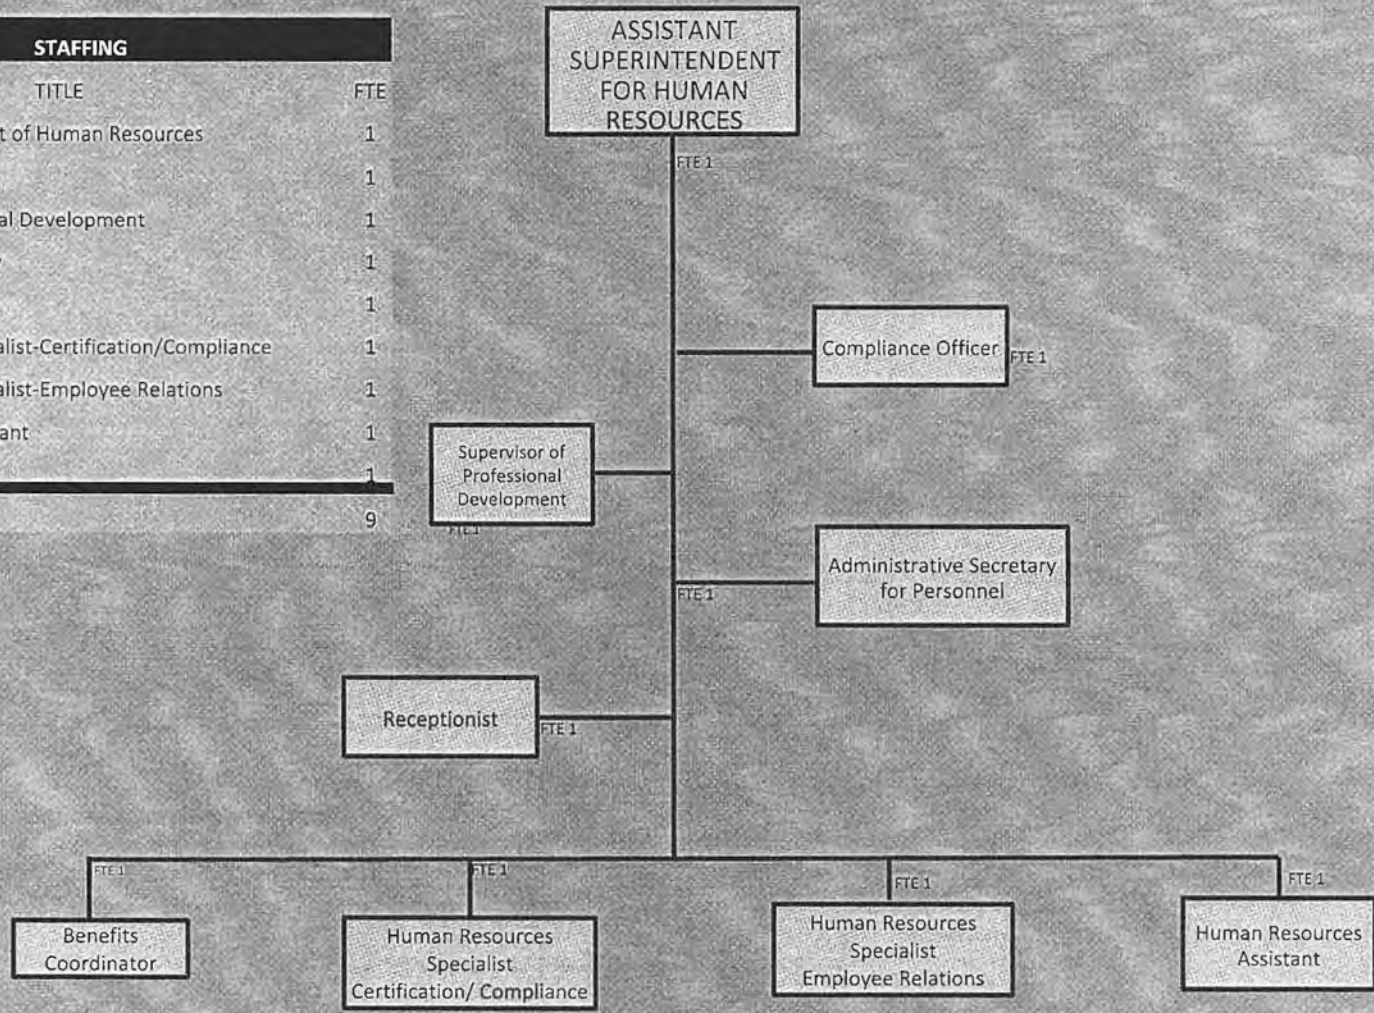 STAFFING
TITLE FTE
t of Human Resources 1
1
al Development 1
1
1
alist-Certification/Compliance 1
alist-Employee Relations 1
ant 1
1
9
ASSISTANT
SUPERINTENDENT
FOR HUMAN
RESOURCES
FTE 1
Compliance Officer
FTE 1
Supervisor of
Professional
Development
FTE 1
Administrative Secretary
for Personnel
FTE 1
Receptionist
FTE 1
FTE 1
Benefits
Coordinator
FTE 1
Human Resources
Specialist
Certification/ Compliance
FTE 1
Human Resources
Specialist
Employee Relations
FTE 1
Human Resources
Assistant